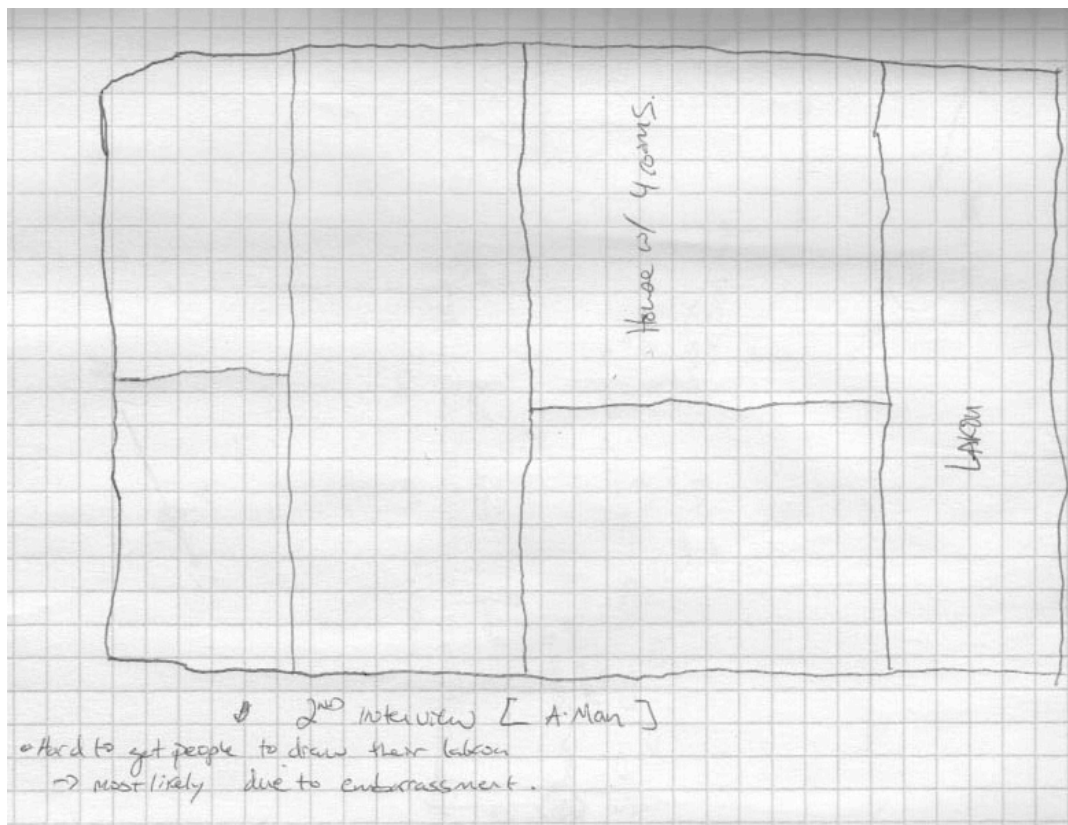 House w/ 4 rooms.
LAKOU
2ND interview [ A. Man ]
• Hard to get people to draw their lakou
→ most likely due to embarrassment.